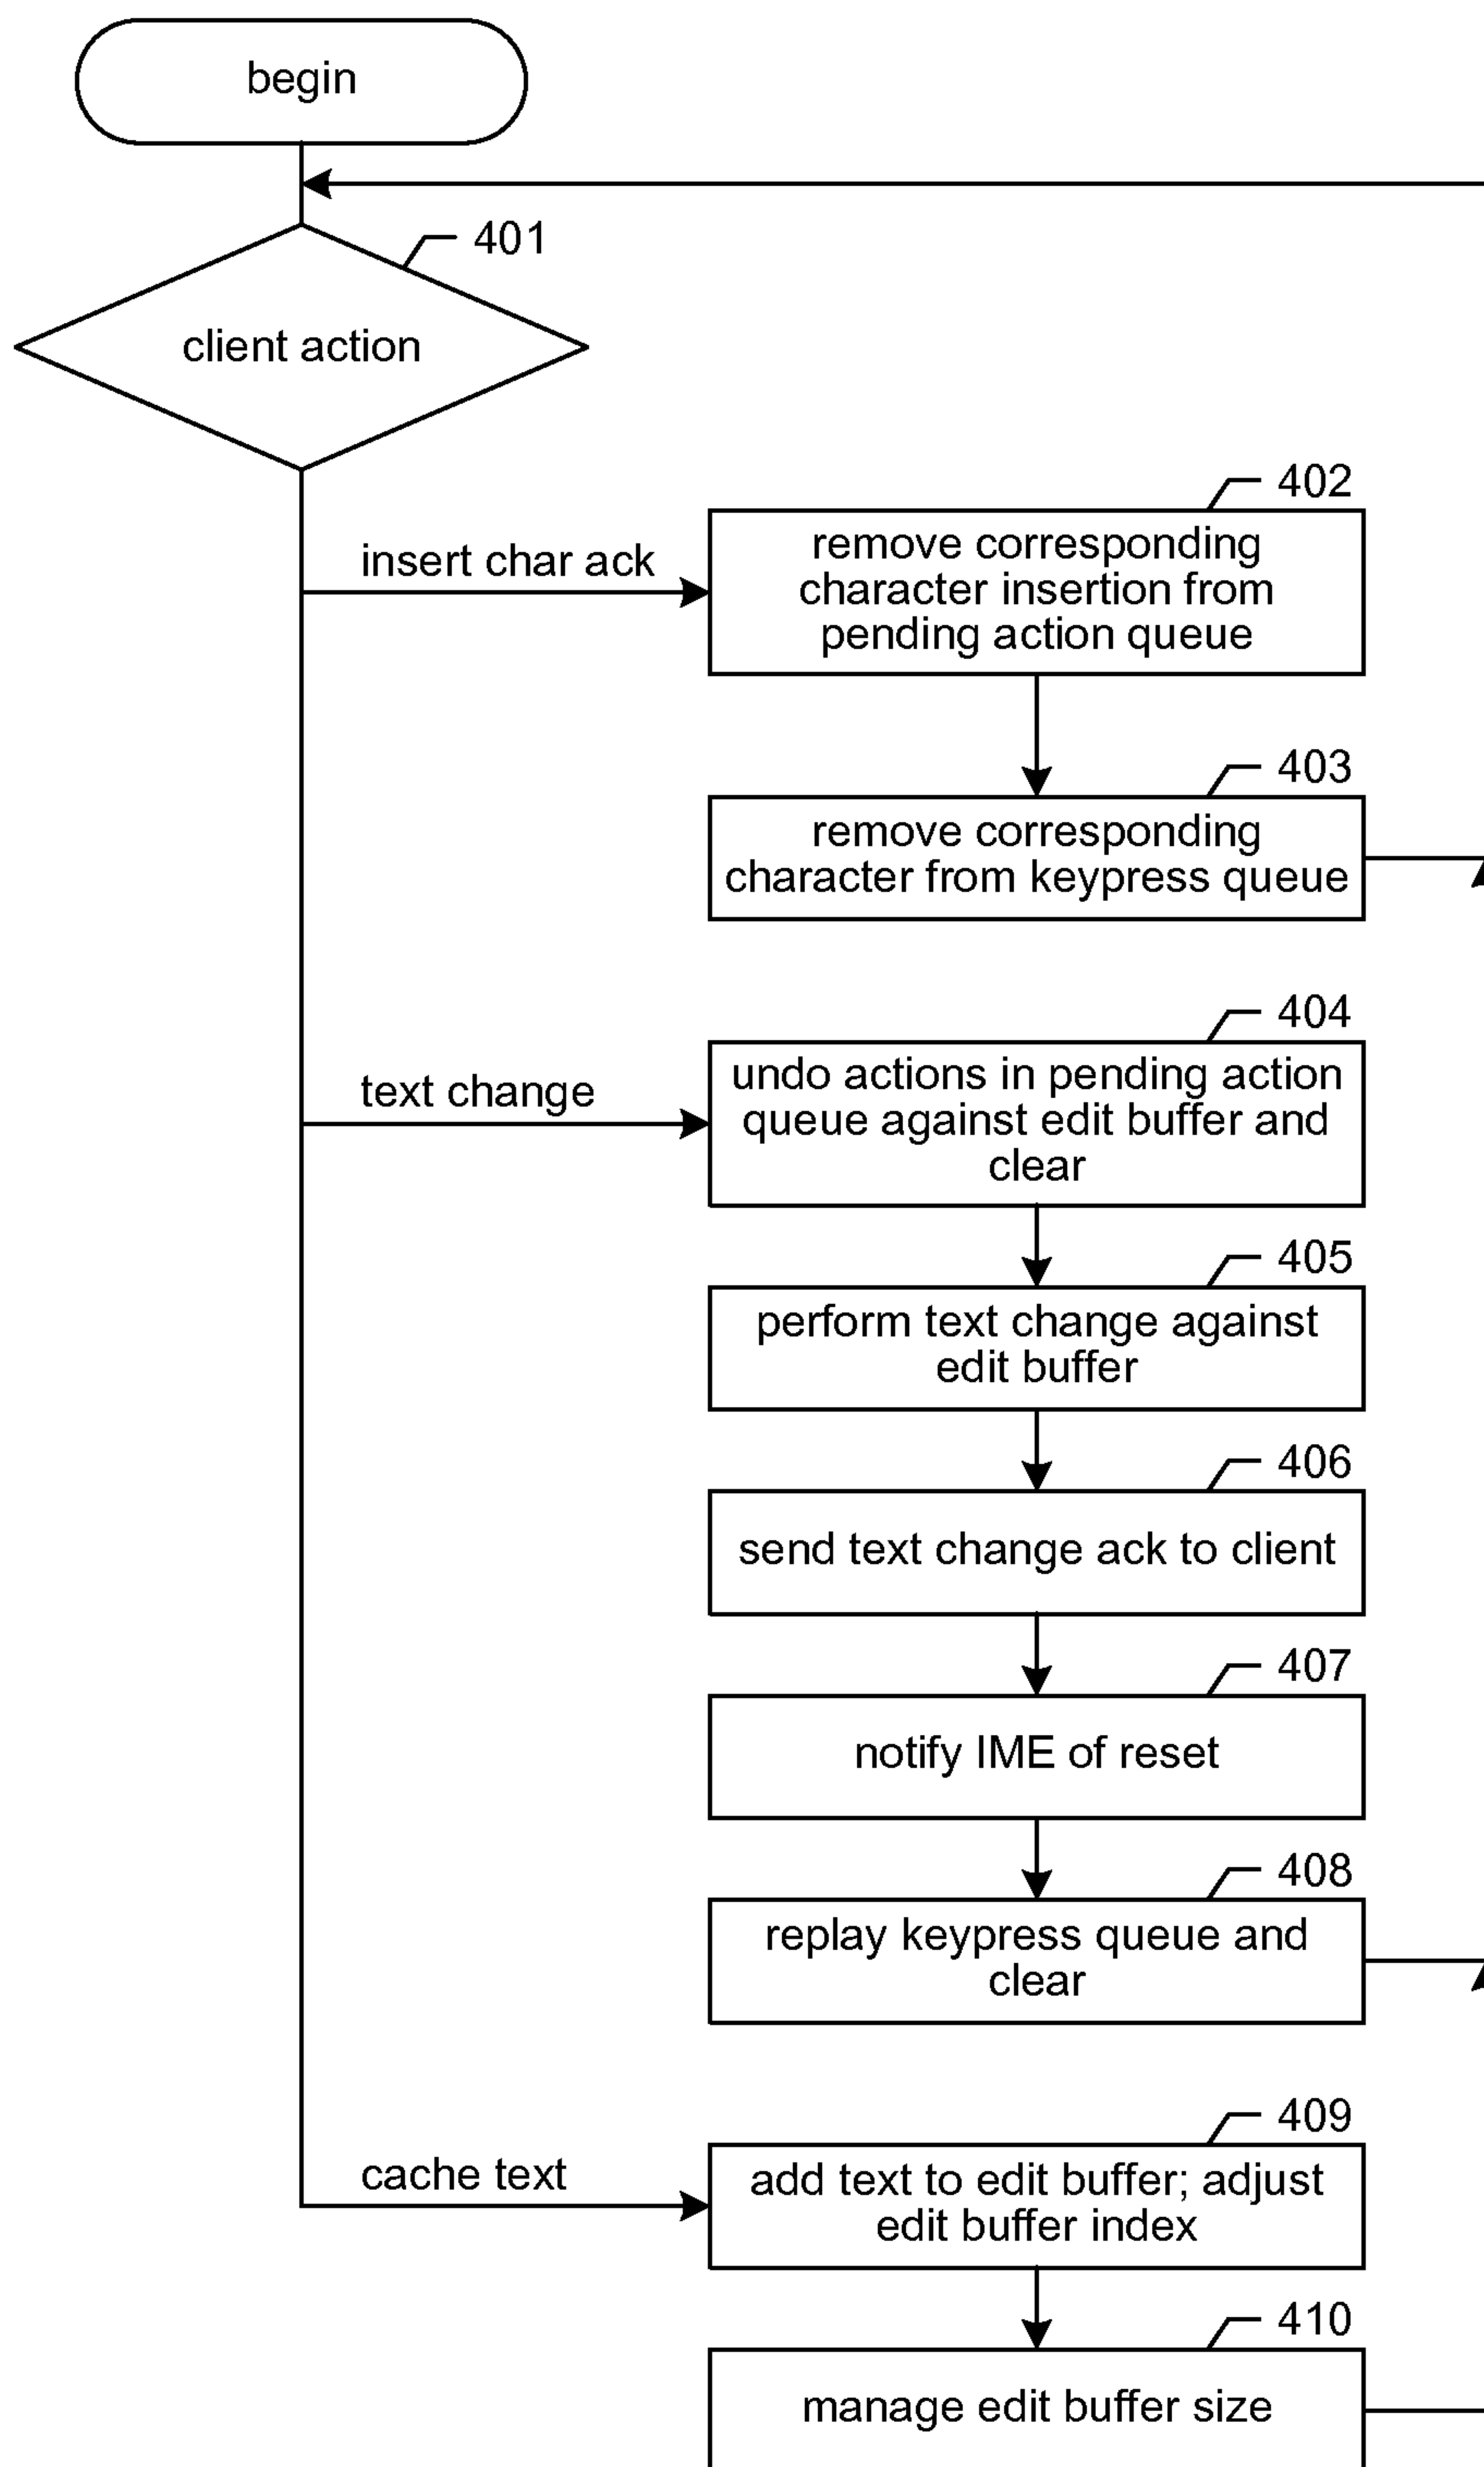 begin
401
client action
402
insert char ack
remove corresponding
character insertion from
pending action queue
403
remove corresponding
character from keypress queue
404
text change
undo actions in pending action
queue against edit buffer and
clear
405
perform text change against
edit buffer
406
send text change ack to client
407
notify IME of reset
408
replay keypress queue and
clear
409
cache text
add text to edit buffer; adjust
edit buffer index
410
manage edit buffer size